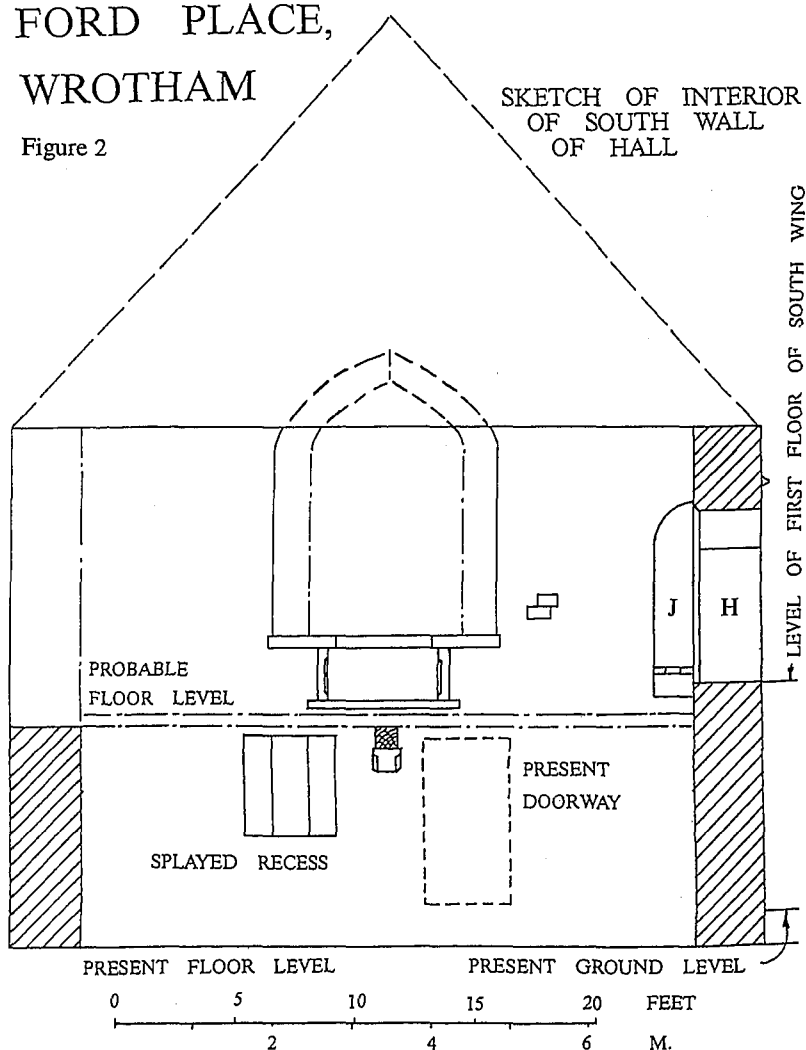 FORD PLACE,
WROTHAM
Figure 2
SKETCH OF INTERIOR
OF SOUTH WALL
OF HALL
LEVEL OF FIRST FLOOR OF SOUTH WING
J
H
PROBABLE
FLOOR LEVEL
PRESENT
DOORWAY
SPLAYED RECESS
PRESENT FLOOR LEVEL
PRESENT GROUND LEVEL
0 5 10 15 20 FEET
2 4 6 M.